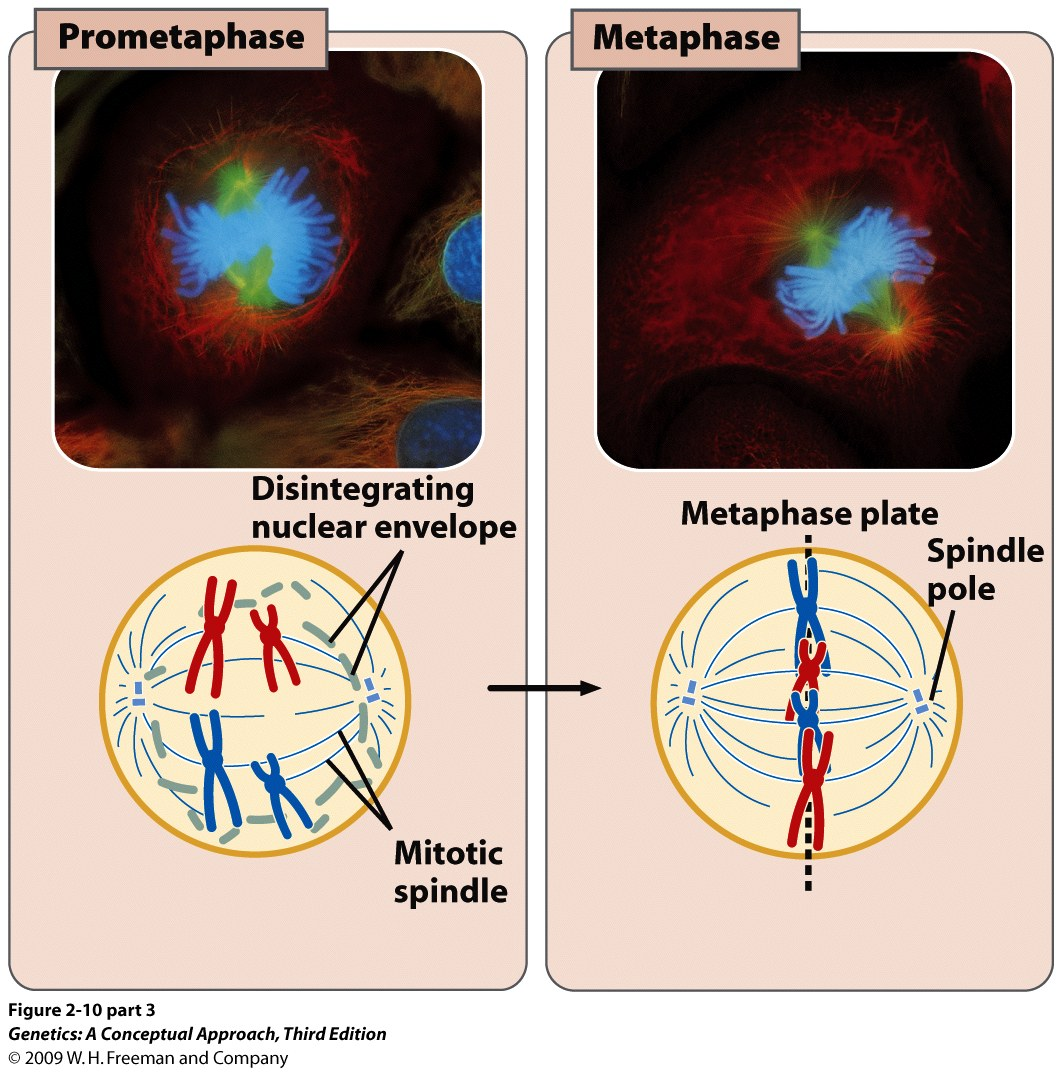 Prometaphase
Metaphase
Disintegrating
nuclear envelope
Mitotic
spindle
Metaphase plate
Spindle
pole
Figure 2-10 part 3
Genetics: A Conceptual Approach, Third Edition
© 2009 W. H. Freeman and Company